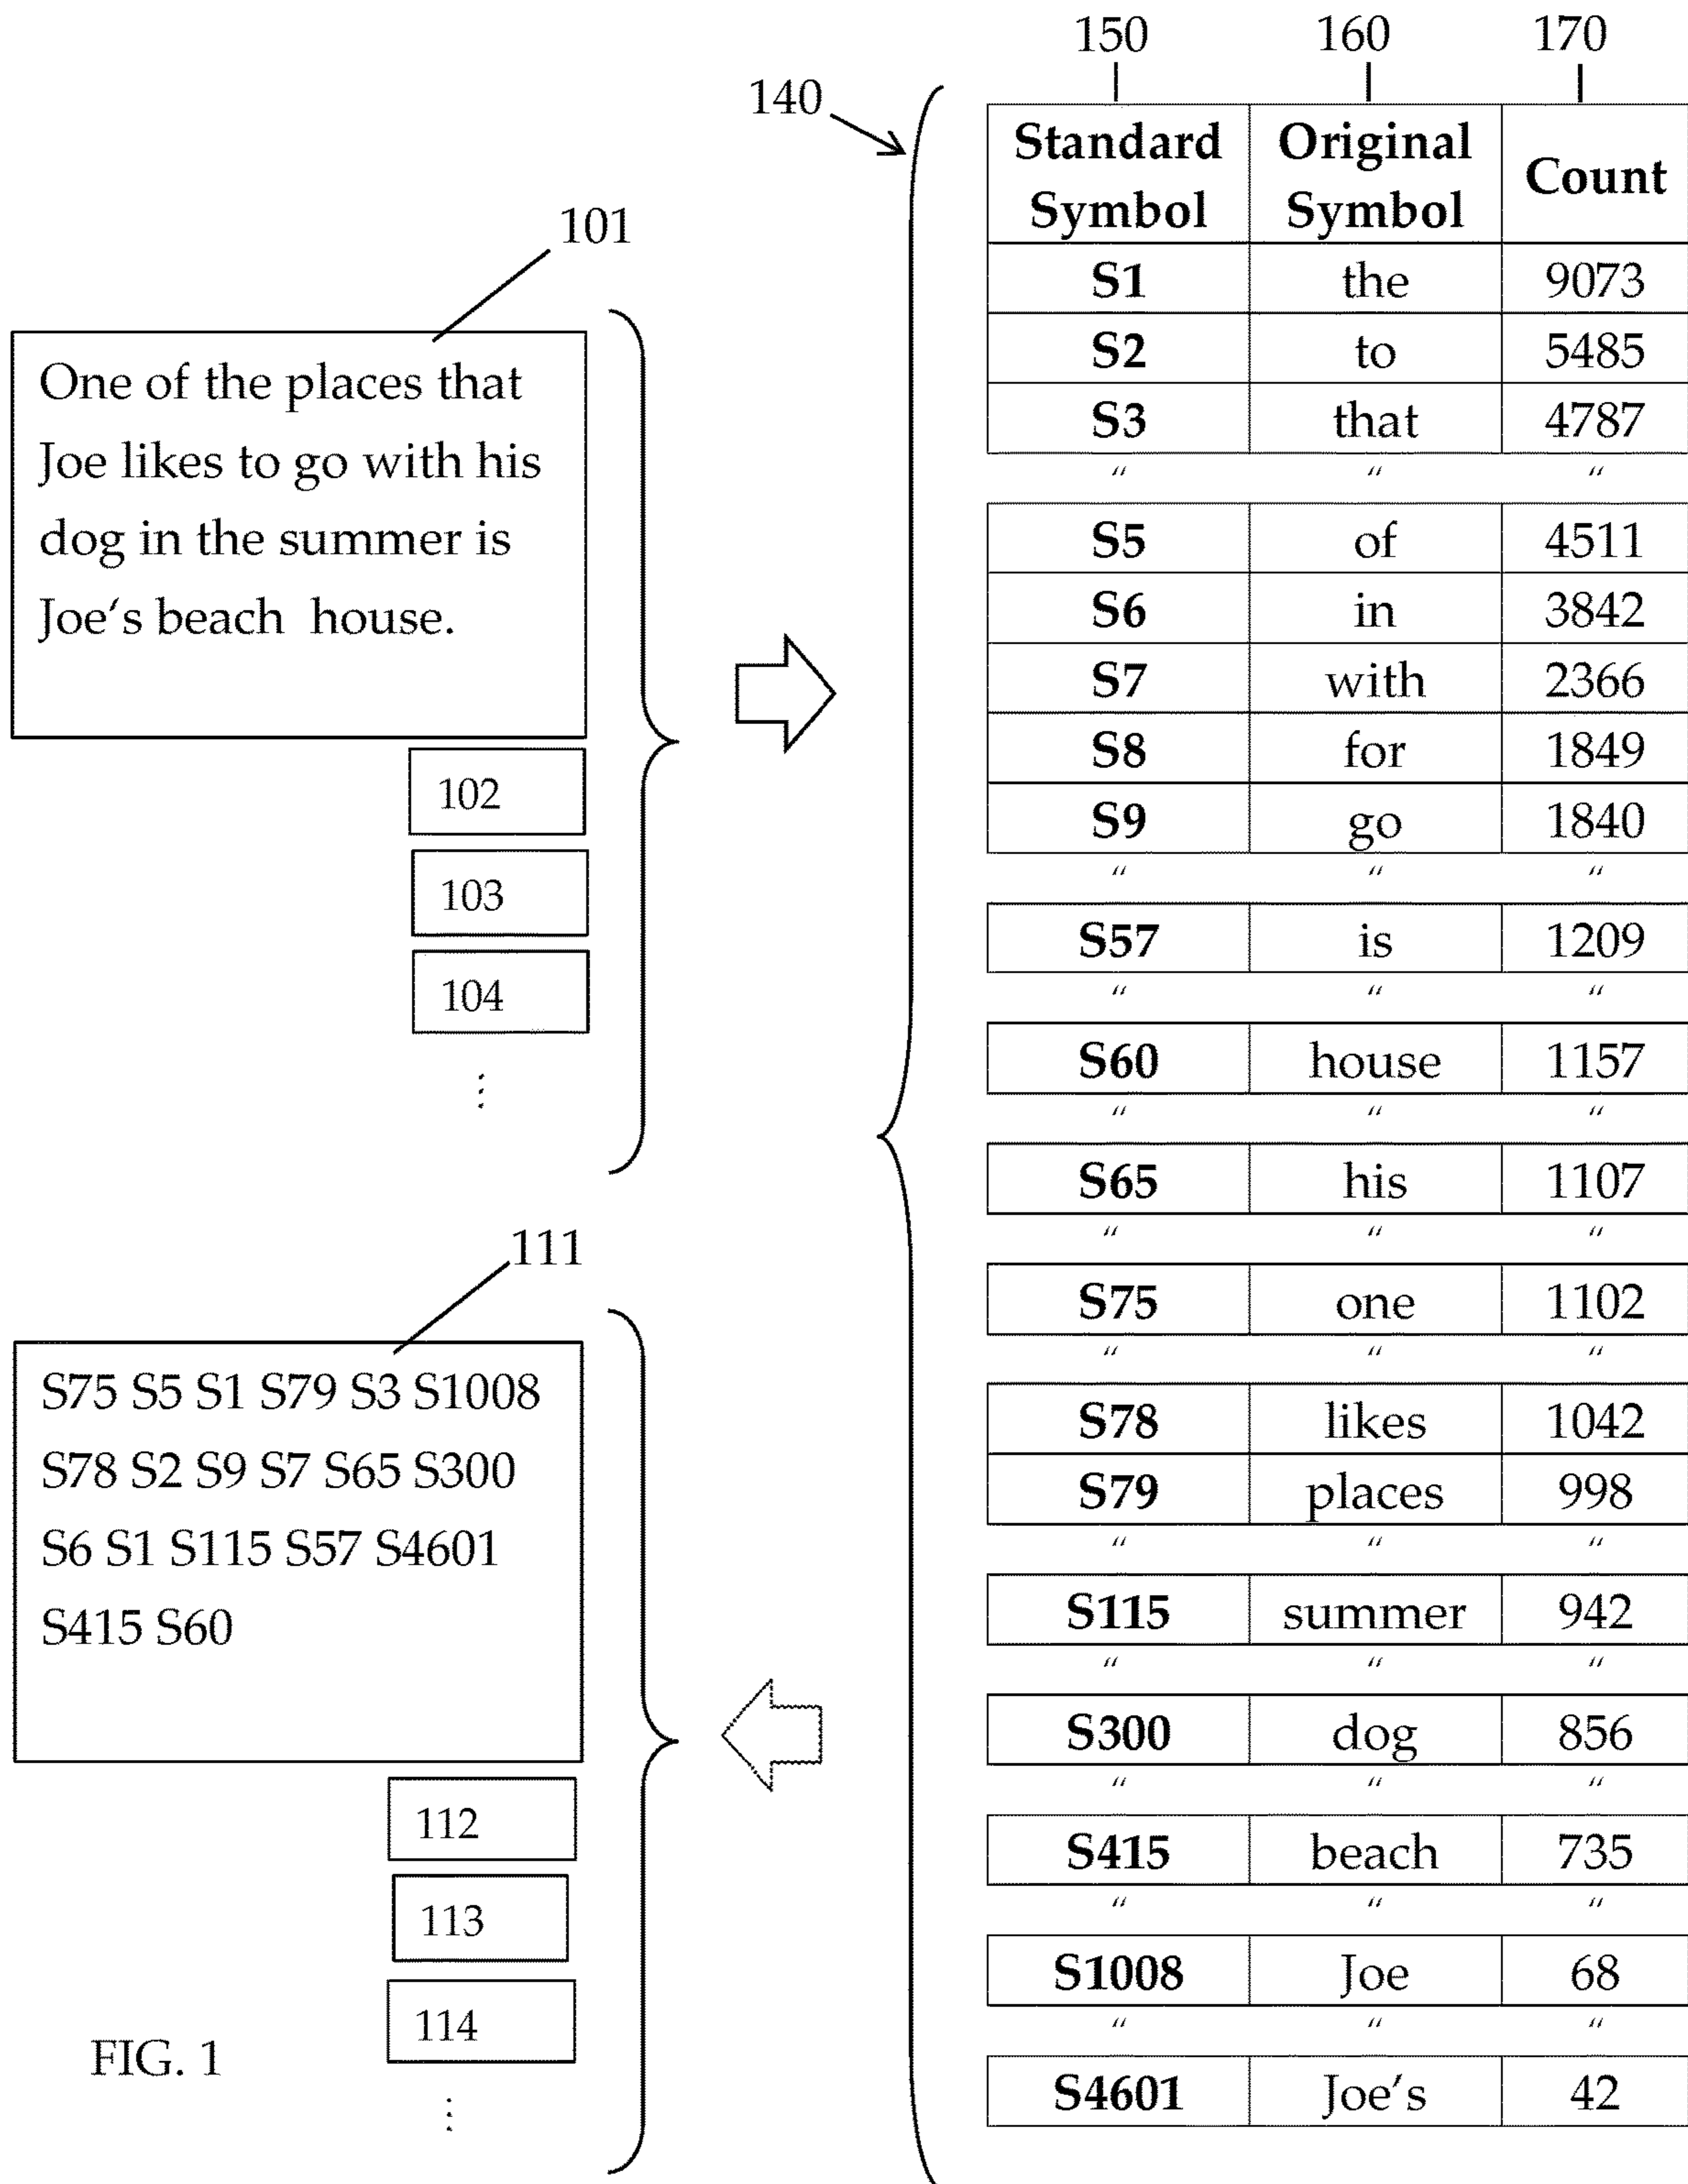 150 160 170
140
Standard Symbol Original Symbol Count
S1 the 9073
S2 to 5485
S3 that 4787
“ “ “
S5 of 4511
S6 in 3842
S7 with 2366
S8 for 1849
S9 go 1840
“ “ “
S57 is 1209
“ “ “
S60 house 1157
“ “ “
S65 his 1107
“ “ “
S75 one 1102
“ “ “
S78 likes 1042
S79 places 998
“ “ “
S115 summer 942
“ “ “
S300 dog 856
“ “ “
S415 beach 735
“ “ “
S1008 Joe 68
“ “ “
S4601 Joe’s 42
101
One of the places that
Joe likes to go with his
dog in the summer is
Joe‘s beach house.
102
103
104
⋮
111
S75 S5 S1 S79 S3 S1008
S78 S2 S9 S7 S65 S300
S6 S1 S115 S57 S4601
S415 S60
112
113
114
⋮
FIG. 1